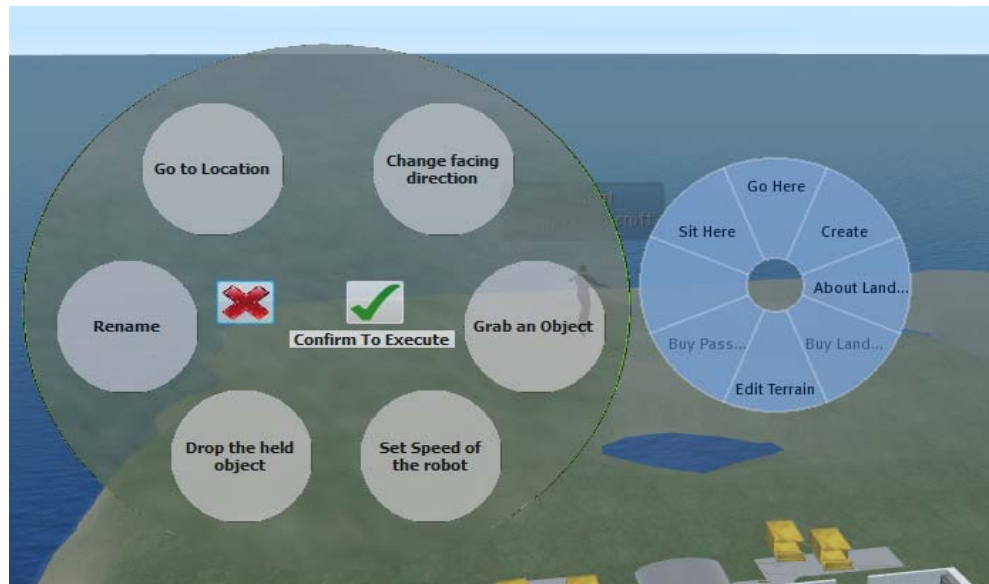 Go to Location
Change facing
direction
Rename
Confirm To Execute
Grab an Object
Drop the held
object
Set Speed of
the robot
Go Here
Sit Here
Create
About Land...
Buy Pass...
Buy Land...
Edit Terrain